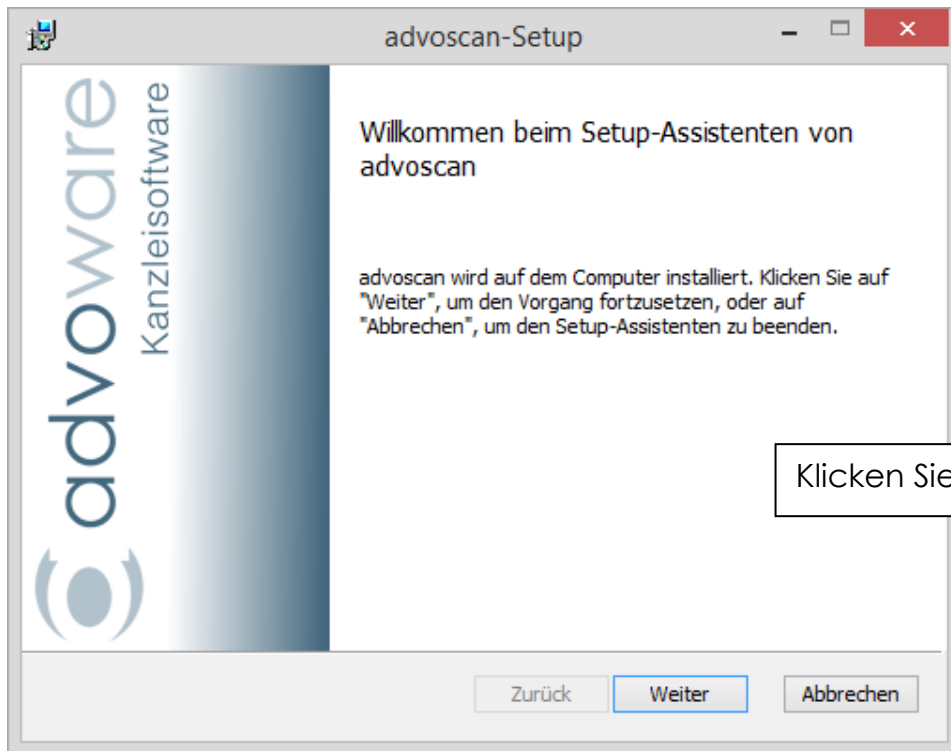 advoscan-Setup
advoware
Kanzleisoftware
Willkommen beim Setup-Assistenten von
advoscan
advoscan wird auf dem Computer installiert. Klicken Sie auf
"Weiter", um den Vorgang fortzusetzen, oder auf
"Abbrechen", um den Setup-Assistenten zu beenden.
Klicken Sie
Zurück
Weiter
Abbrechen